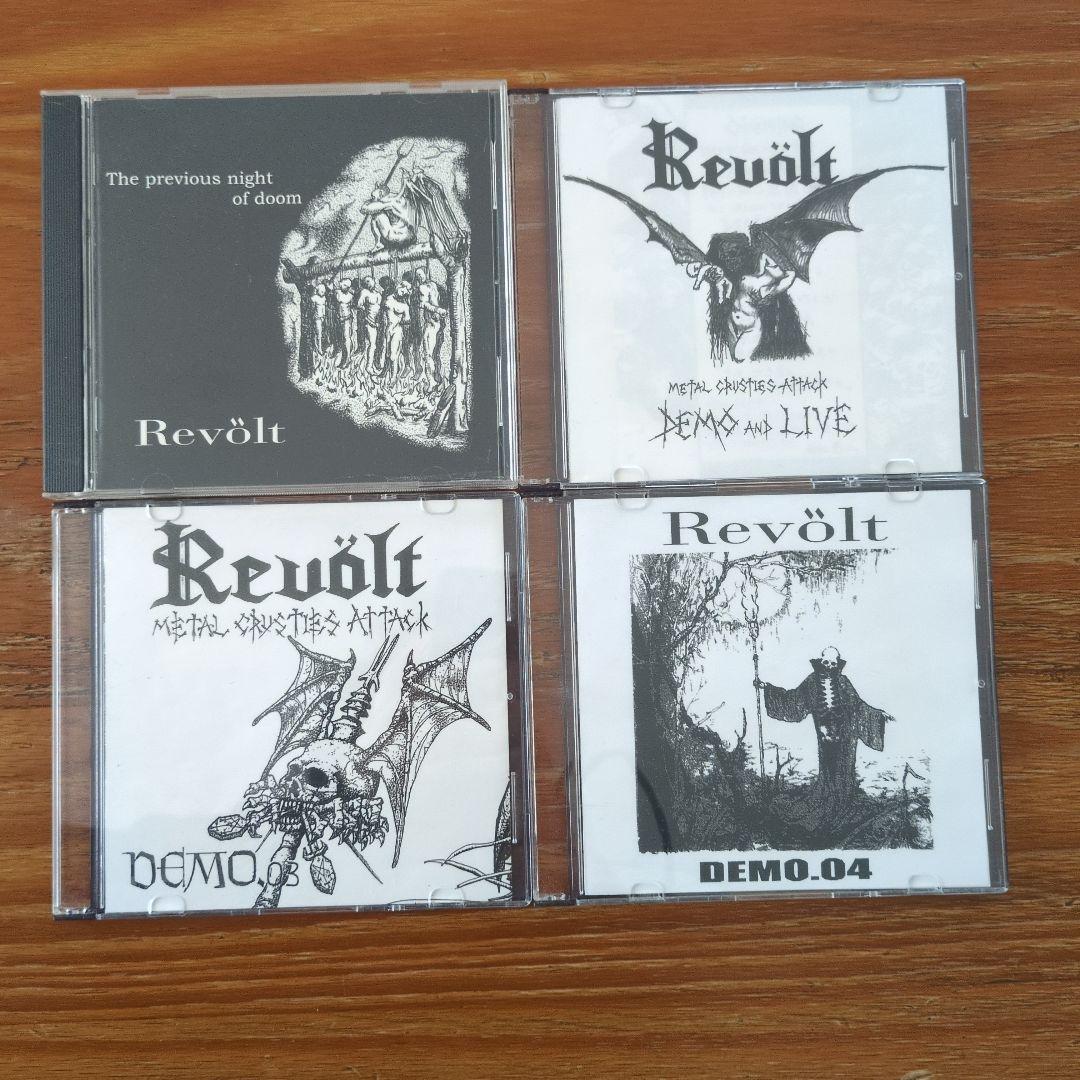 The previous night
of doom
Revölt
Revölt
METAL CRUSTIES ATTACK
DEMO AND LIVE
Revölt
METAL CRUSTIES ATTACK
DEMO.03
Revölt
DEMO.04